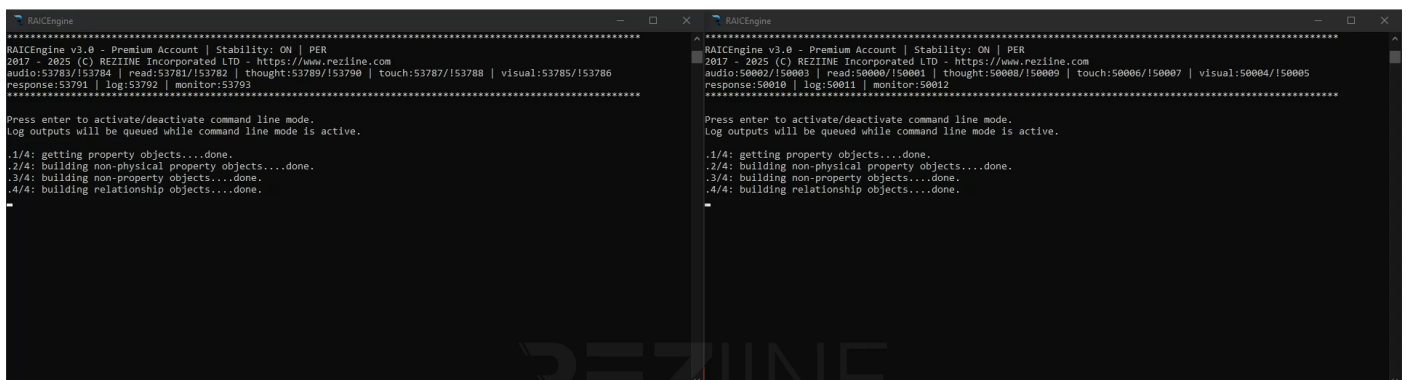 RAICEngine
*****************************************************************************************************************
RAICEngine v3.0 - Premium Account | Stability: ON | PER
2017 - 2025 (C) REZIINE Incorporated LTD - https://www.reziine.com
audio:53783/!53784 | read:53781/!53782 | thought:53789/!53790 | touch:53787/!53788 | visual:53785/!53786
response:53791 | log:53792 | monitor:53793
*****************************************************************************************************************
Press enter to activate/deactivate command line mode.
Log outputs will be queued while command line mode is active.
.1/4: getting property objects....done.
.2/4: building non-physical property objects....done.
.3/4: building non-property objects....done.
.4/4: building relationship objects....done.
RAICEngine
*****************************************************************************************************************
RAICEngine v3.0 - Premium Account | Stability: ON | PER
2017 - 2025 (C) REZIINE Incorporated LTD - https://www.reziine.com
audio:50002/!50003 | read:50000/!50001 | thought:50008/!50009 | touch:50006/!50007 | visual:50004/!50005
response:50010 | log:50011 | monitor:50012
*****************************************************************************************************************
Press enter to activate/deactivate command line mode.
Log outputs will be queued while command line mode is active.
.1/4: getting property objects....done.
.2/4: building non-physical property objects....done.
.3/4: building non-property objects....done.
.4/4: building relationship objects....done.
REZIINE